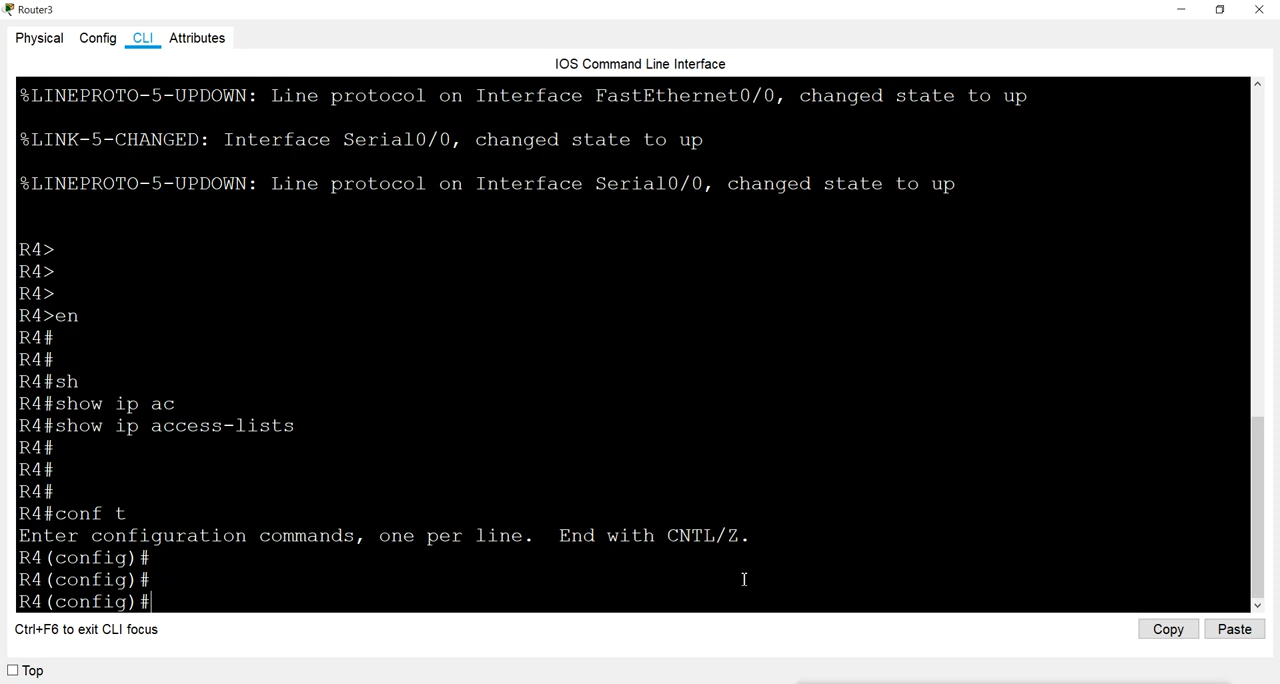 Router3
Physical Config CLI Attributes
IOS Command Line Interface
%LINEPROTO-5-UPDOWN: Line protocol on Interface FastEthernet0/0, changed state to up
%LINK-5-CHANGED: Interface Serial0/0, changed state to up
%LINEPROTO-5-UPDOWN: Line protocol on Interface Serial0/0, changed state to up
R4>
R4>
R4>
R4>en
R4#
R4#
R4#sh
R4#show ip ac
R4#show ip access-lists
R4#
R4#
R4#
R4#conf t
Enter configuration commands, one per line.  End with CNTL/Z.
R4(config)#
R4(config)#
R4(config)#
Ctrl+F6 to exit CLI focus
Copy Paste
Top